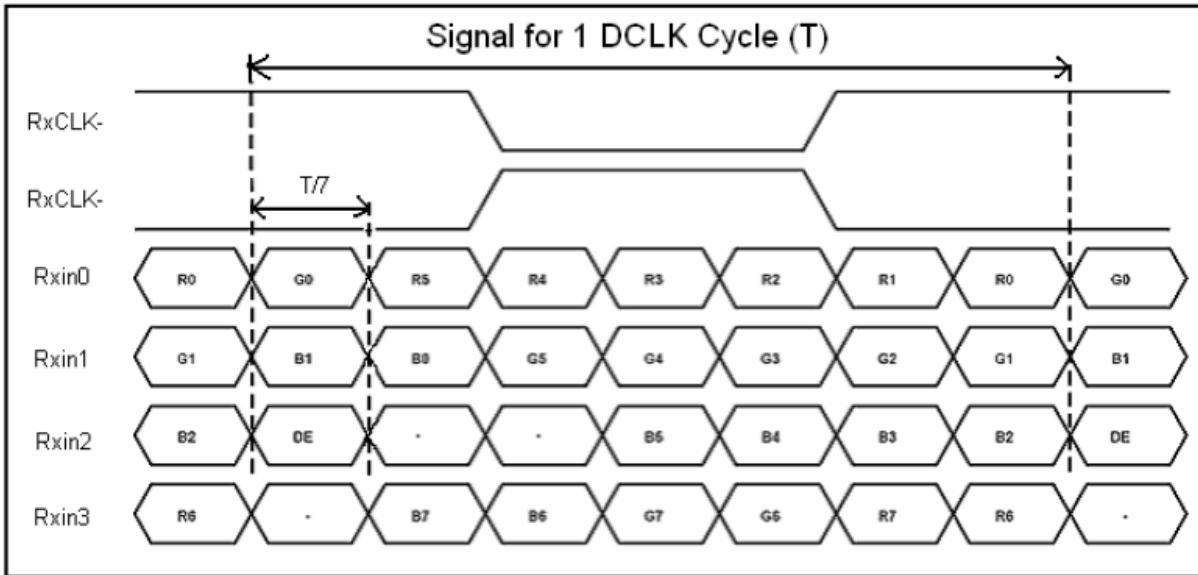 Signal for 1 DCLK Cycle (T)
RxCLK-
RxCLK-
T/7
Rxin0 R0 G0 R5 R4 R3 R2 R1 R0 G0
Rxin1 G1 B1 B0 G5 G4 G3 G2 G1 B1
Rxin2 B2 DE - - B5 B4 B3 B2 DE
Rxin3 R6 - B7 B6 G7 G6 R7 R6 -